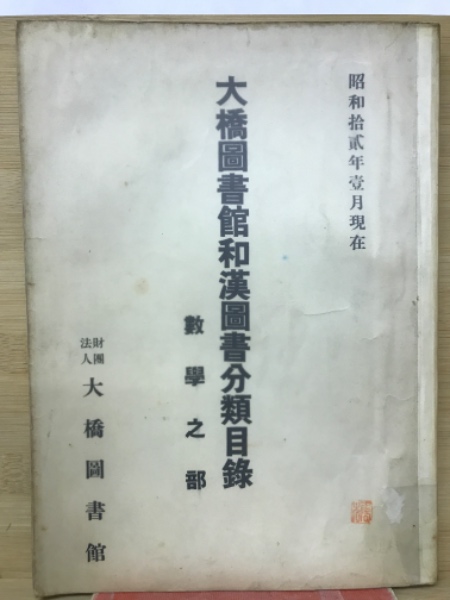 昭和拾貳年壹月現在
大橋圖書館和漢圖書分類目錄
數學之部
財團法人
大橋圖書館